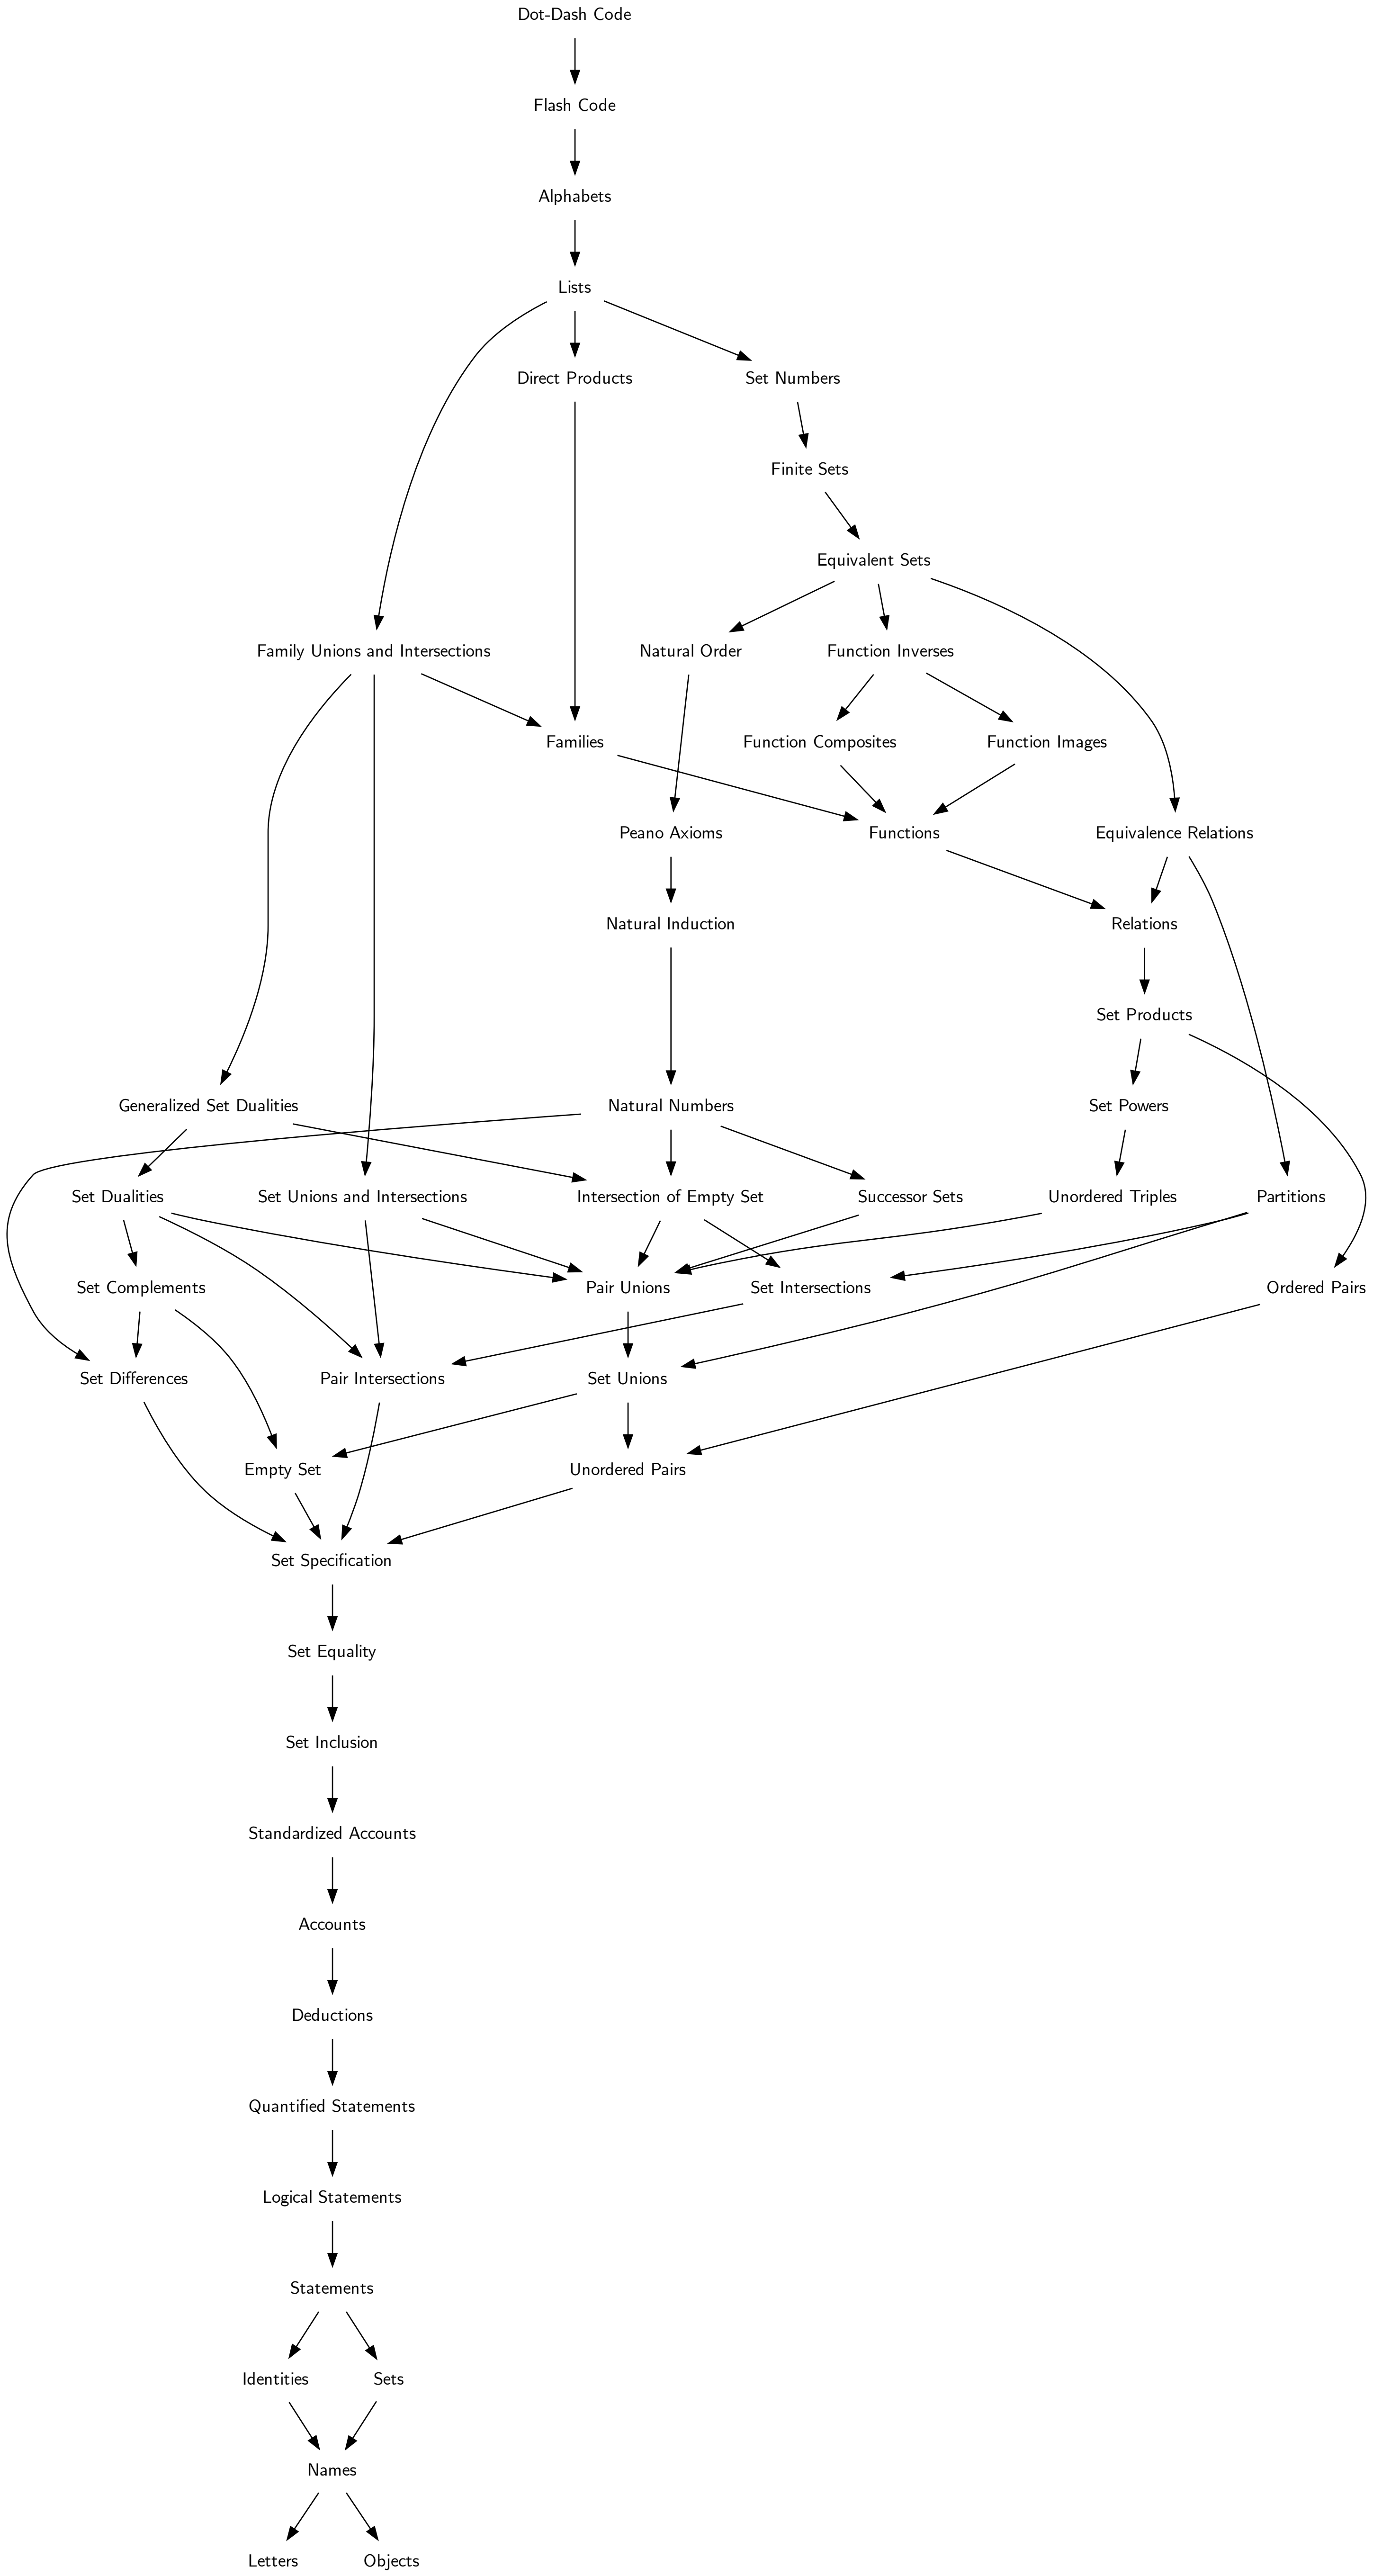 Dot-Dash Code
Flash Code
Alphabets
Lists
Direct Products
Set Numbers
Finite Sets
Equivalent Sets
Family Unions and Intersections
Natural Order
Function Inverses
Families
Function Composites
Function Images
Peano Axioms
Functions
Equivalence Relations
Natural Induction
Relations
Set Products
Generalized Set Dualities
Natural Numbers
Set Powers
Set Dualities
Set Unions and Intersections
Intersection of Empty Set
Successor Sets
Unordered Triples
Partitions
Set Complements
Pair Unions
Set Intersections
Ordered Pairs
Set Differences
Pair Intersections
Set Unions
Empty Set
Unordered Pairs
Set Specification
Set Equality
Set Inclusion
Standardized Accounts
Accounts
Deductions
Quantified Statements
Logical Statements
Statements
Identities
Sets
Names
Letters
Objects